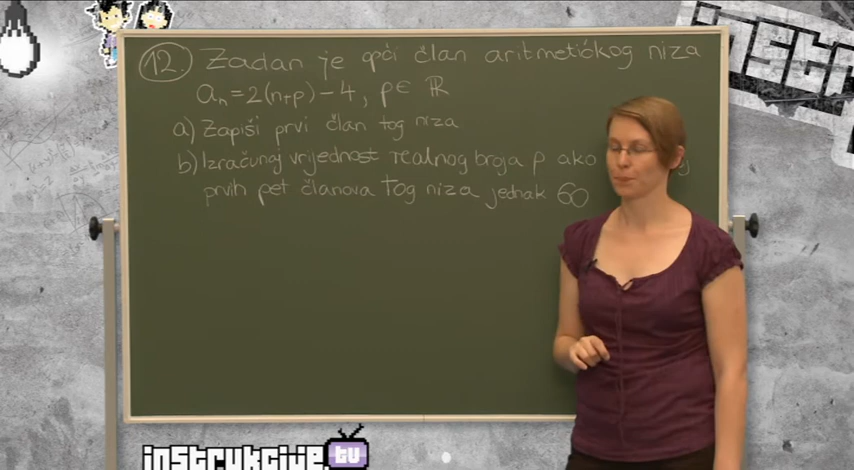 12. Zadan je opći član aritmetičkog niza
aₙ=2(n+p)-4, p∈ ℝ
a) Zapiši prvi član tog niza
b) Izračunaj vrijednost realnog broja p ako
prvih pet članova tog niza jednak 60
instrukcije tv